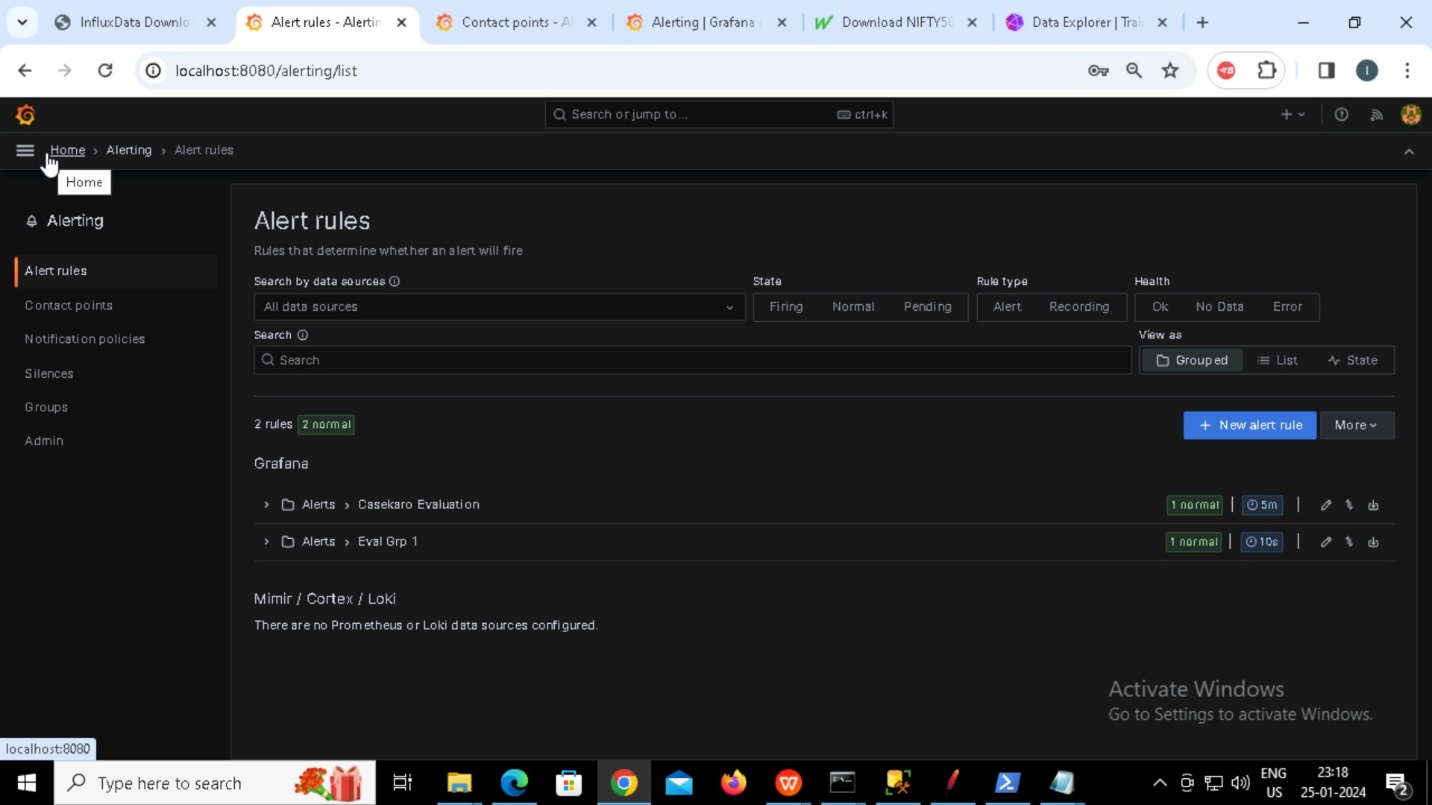 InfluxData Downlo
Alert rules - Alertin
Contact points - A
Alerting | Grafana
Download NIFTY50
Data Explorer | Trai
localhost:8080/alerting/list
I
Search or jump to...
ctrl+k
Home › Alerting › Alert rules
Home
Alerting
Alert rules
Contact points
Notification policies
Silences
Groups
Admin
Alert rules
Rules that determine whether an alert will fire
Search by data sources
State
Rule type
Health
All data sources
Firing Normal Pending
Alert Recording
Ok No Data Error
Search
View as
Search
Grouped List State
2 rules 2 normal
+ New alert rule
More
Grafana
Alerts › Casekaro Evaluation
1 normal | 5m |
Alerts › Eval Grp 1
1 normal | 10s |
Mimir / Cortex / Loki
There are no Prometheus or Loki data sources configured.
Activate Windows
Go to Settings to activate Windows.
localhost:8080
Type here to search
ENG
US
23:18
25-01-2024
2